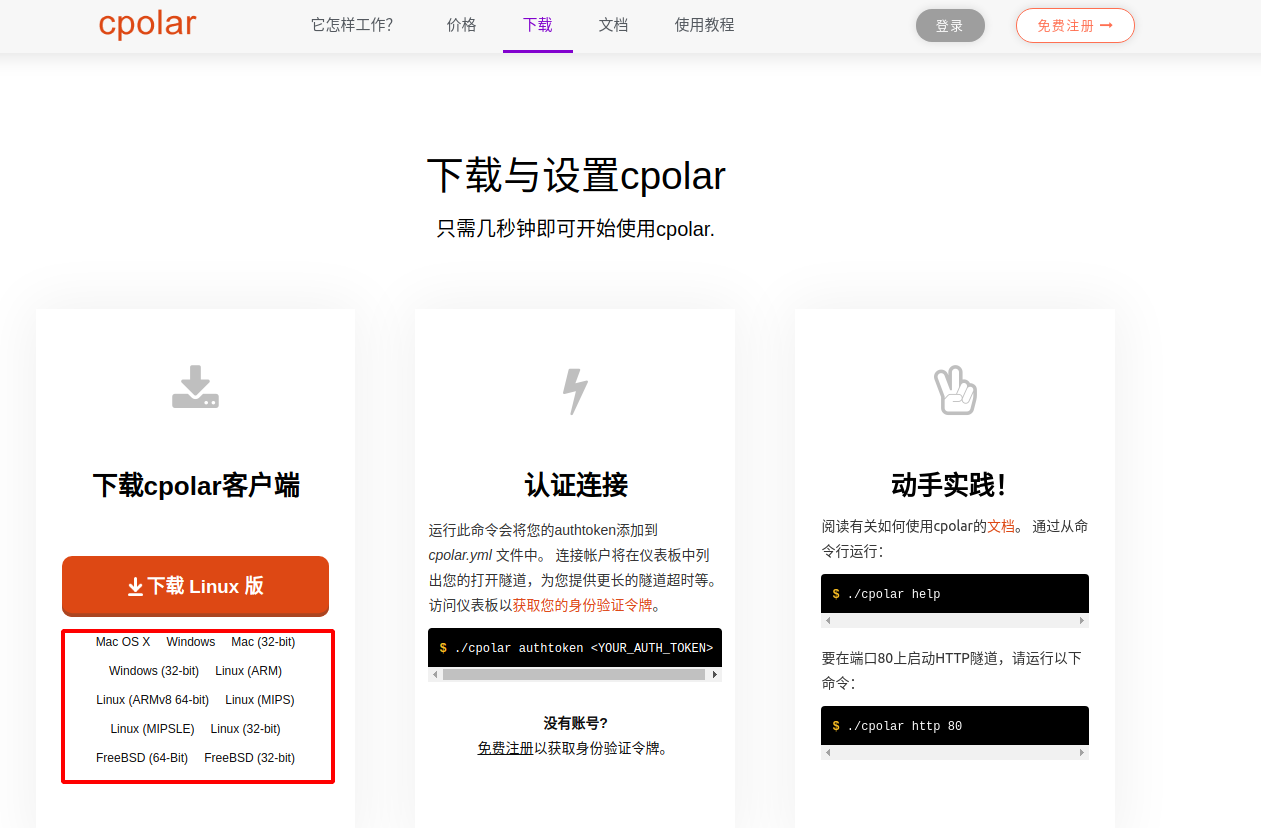 cpolar
它怎样工作?
价格
下载
文档
使用教程
登录
免费注册
下载与设置cpolar
只需几秒钟即可开始使用cpolar.
下载cpolar客户端
下载 Linux 版
Mac OS X Windows Mac (32-bit)
Windows (32-bit) Linux (ARM)
Linux (ARMv8 64-bit) Linux (MIPS)
Linux (MIPSLE) Linux (32-bit)
FreeBSD (64-Bit) FreeBSD (32-bit)
认证连接
运行此命令会将您的authtoken添加到
cpolar.yml 文件中。 连接帐户将在仪表板中列
出您的打开隧道，为您提供更长的隧道超时等。
访问仪表板以获取您的身份验证令牌。
$ ./cpolar authtoken <YOUR_AUTH_TOKEN>
没有账号?
免费注册以获取身份验证令牌。
动手实践！
阅读有关如何使用cpolar的文档。 通过从命
令行运行：
$ ./cpolar help
要在端口80上启动HTTP隧道，请运行以下
命令：
$ ./cpolar http 80